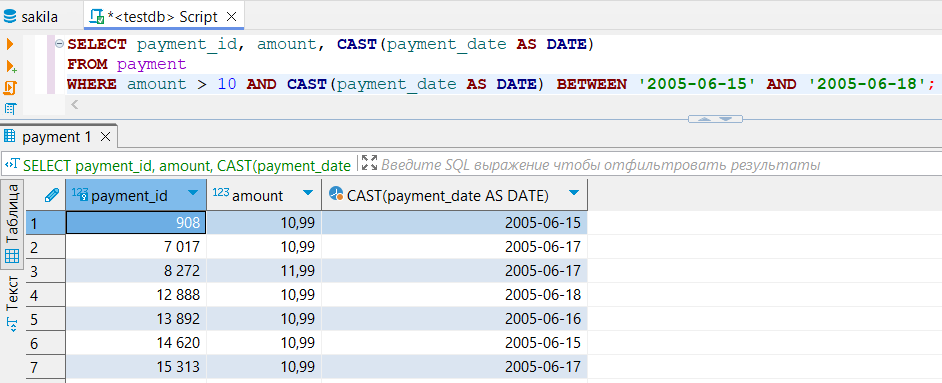 sakila
*<testdb> Script
SELECT payment_id, amount, CAST(payment_date AS DATE)
FROM payment
WHERE amount > 10 AND CAST(payment_date AS DATE) BETWEEN '2005-06-15' AND '2005-06-18';
payment 1
SELECT payment_id, amount, CAST(payment_date
Введите SQL выражение чтобы отфильтровать результаты
Таблица
Текст
123 payment_id 123 amount CAST(payment_date AS DATE)
1 908 10,99 2005-06-15
2 7 017 10,99 2005-06-17
3 8 272 11,99 2005-06-17
4 12 888 10,99 2005-06-18
5 13 892 10,99 2005-06-16
6 14 620 10,99 2005-06-15
7 15 313 10,99 2005-06-17